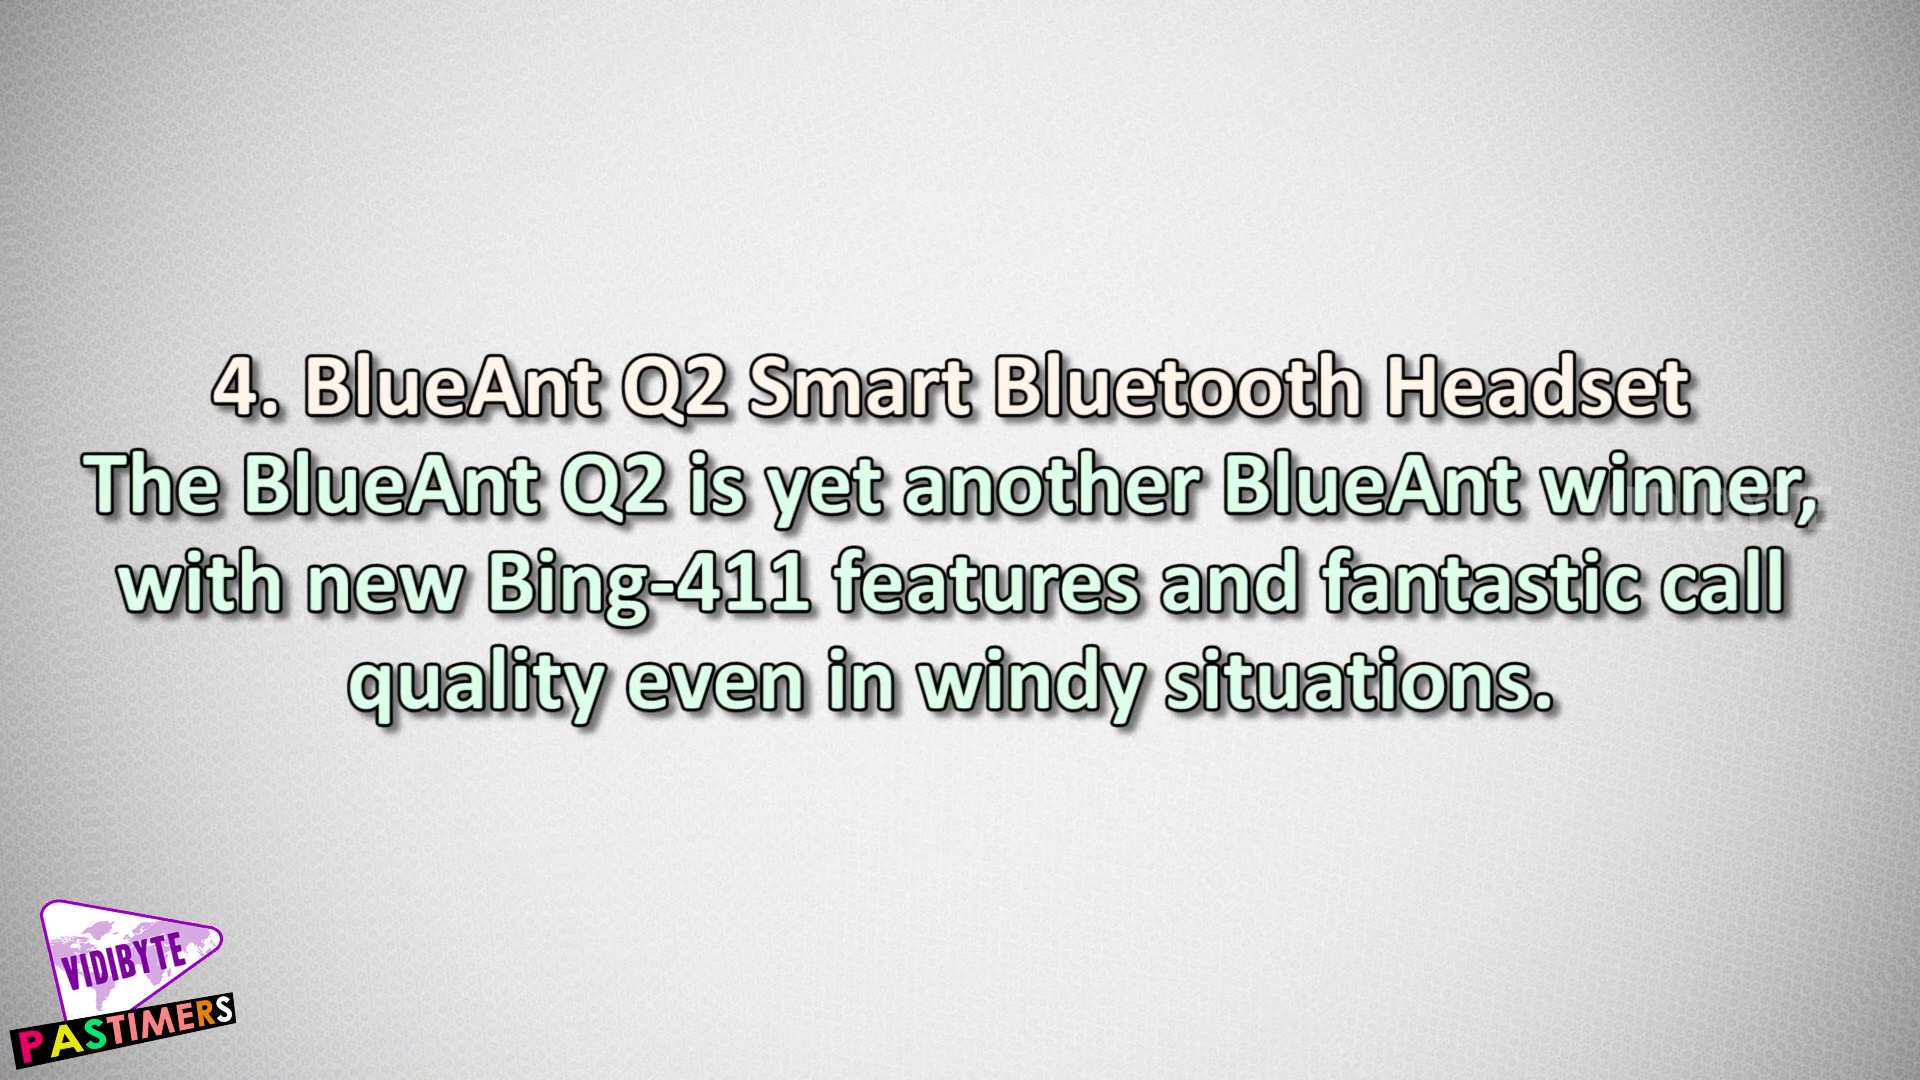 4. BlueAnt Q2 Smart Bluetooth Headset
The BlueAnt Q2 is yet another BlueAnt winner,
with new Bing-411 features and fantastic call
quality even in windy situations.
VIDIBYTE
PASTIMERS